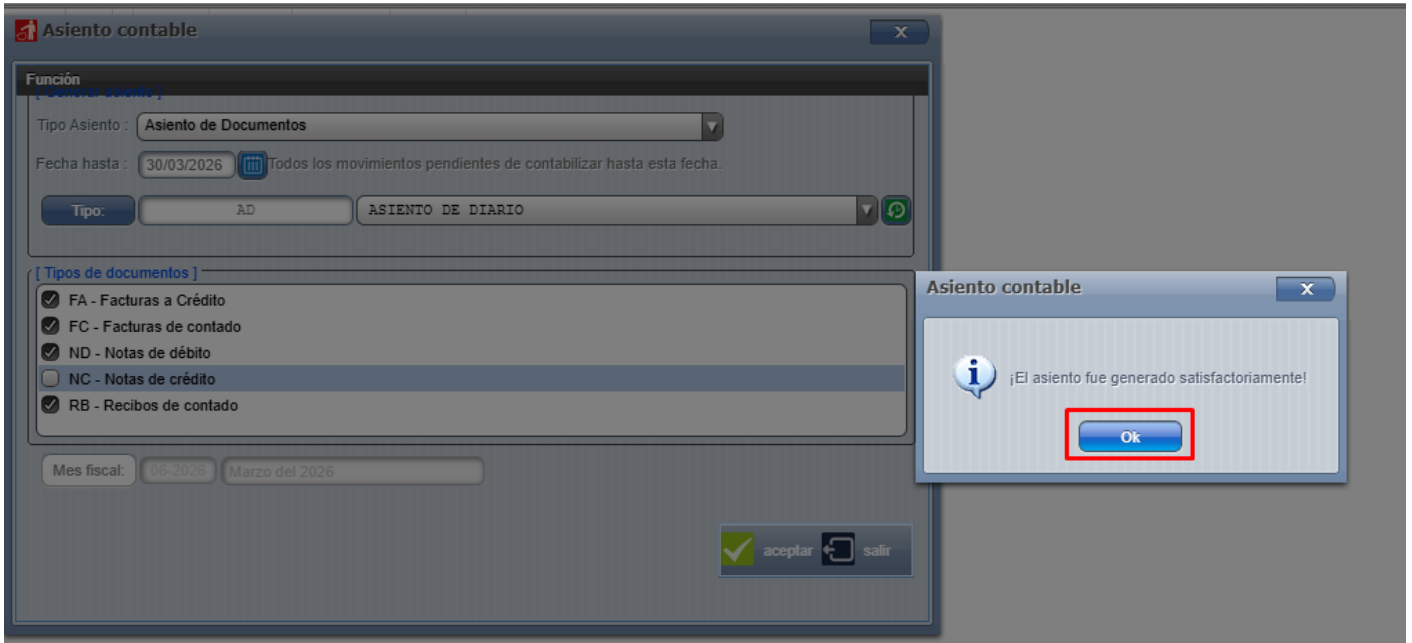 Asiento contable
x
Función
[ Generar asiento ]
Tipo Asiento : Asiento de Documentos
Fecha hasta : 30/03/2026 Todos los movimientos pendientes de contabilizar hasta esta fecha.
Tipo: AD ASIENTO DE DIARIO
[ Tipos de documentos ]
FA - Facturas a Crédito
FC - Facturas de contado
ND - Notas de débito
NC - Notas de crédito
RB - Recibos de contado
Mes fiscal: 06-2026 Marzo del 2026
aceptar salir
Asiento contable
x
¡El asiento fue generado satisfactoriamente!
Ok